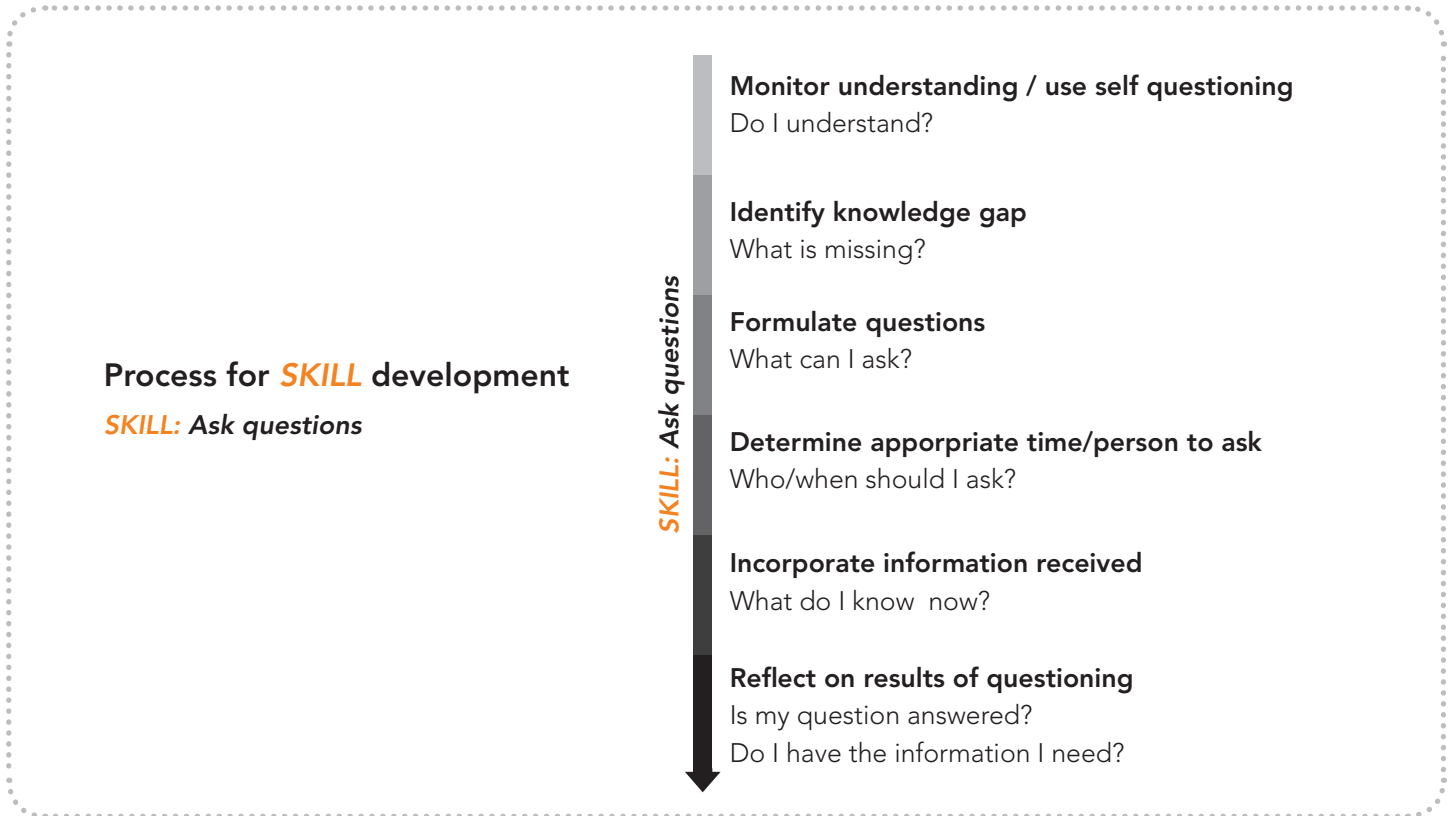 Process for SKILL development
SKILL: Ask questions
SKILL: Ask questions
Monitor understanding / use self questioning
Do I understand?
Identify knowledge gap
What is missing?
Formulate questions
What can I ask?
Determine apporpriate time/person to ask
Who/when should I ask?
Incorporate information received
What do I know  now?
Reflect on results of questioning
Is my question answered?
Do I have the information I need?